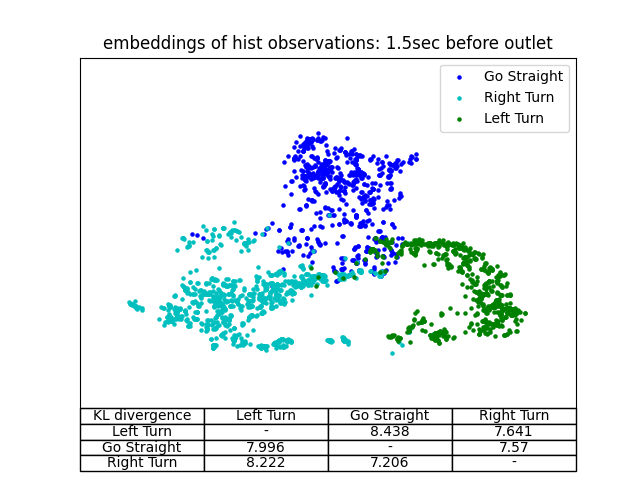 embeddings of hist observations: 1.5sec before outlet
Go Straight
Right Turn
Left Turn
KL divergence Left Turn Go Straight Right Turn
Left Turn - 8.438 7.641
Go Straight 7.996 - 7.57
Right Turn 8.222 7.206 -